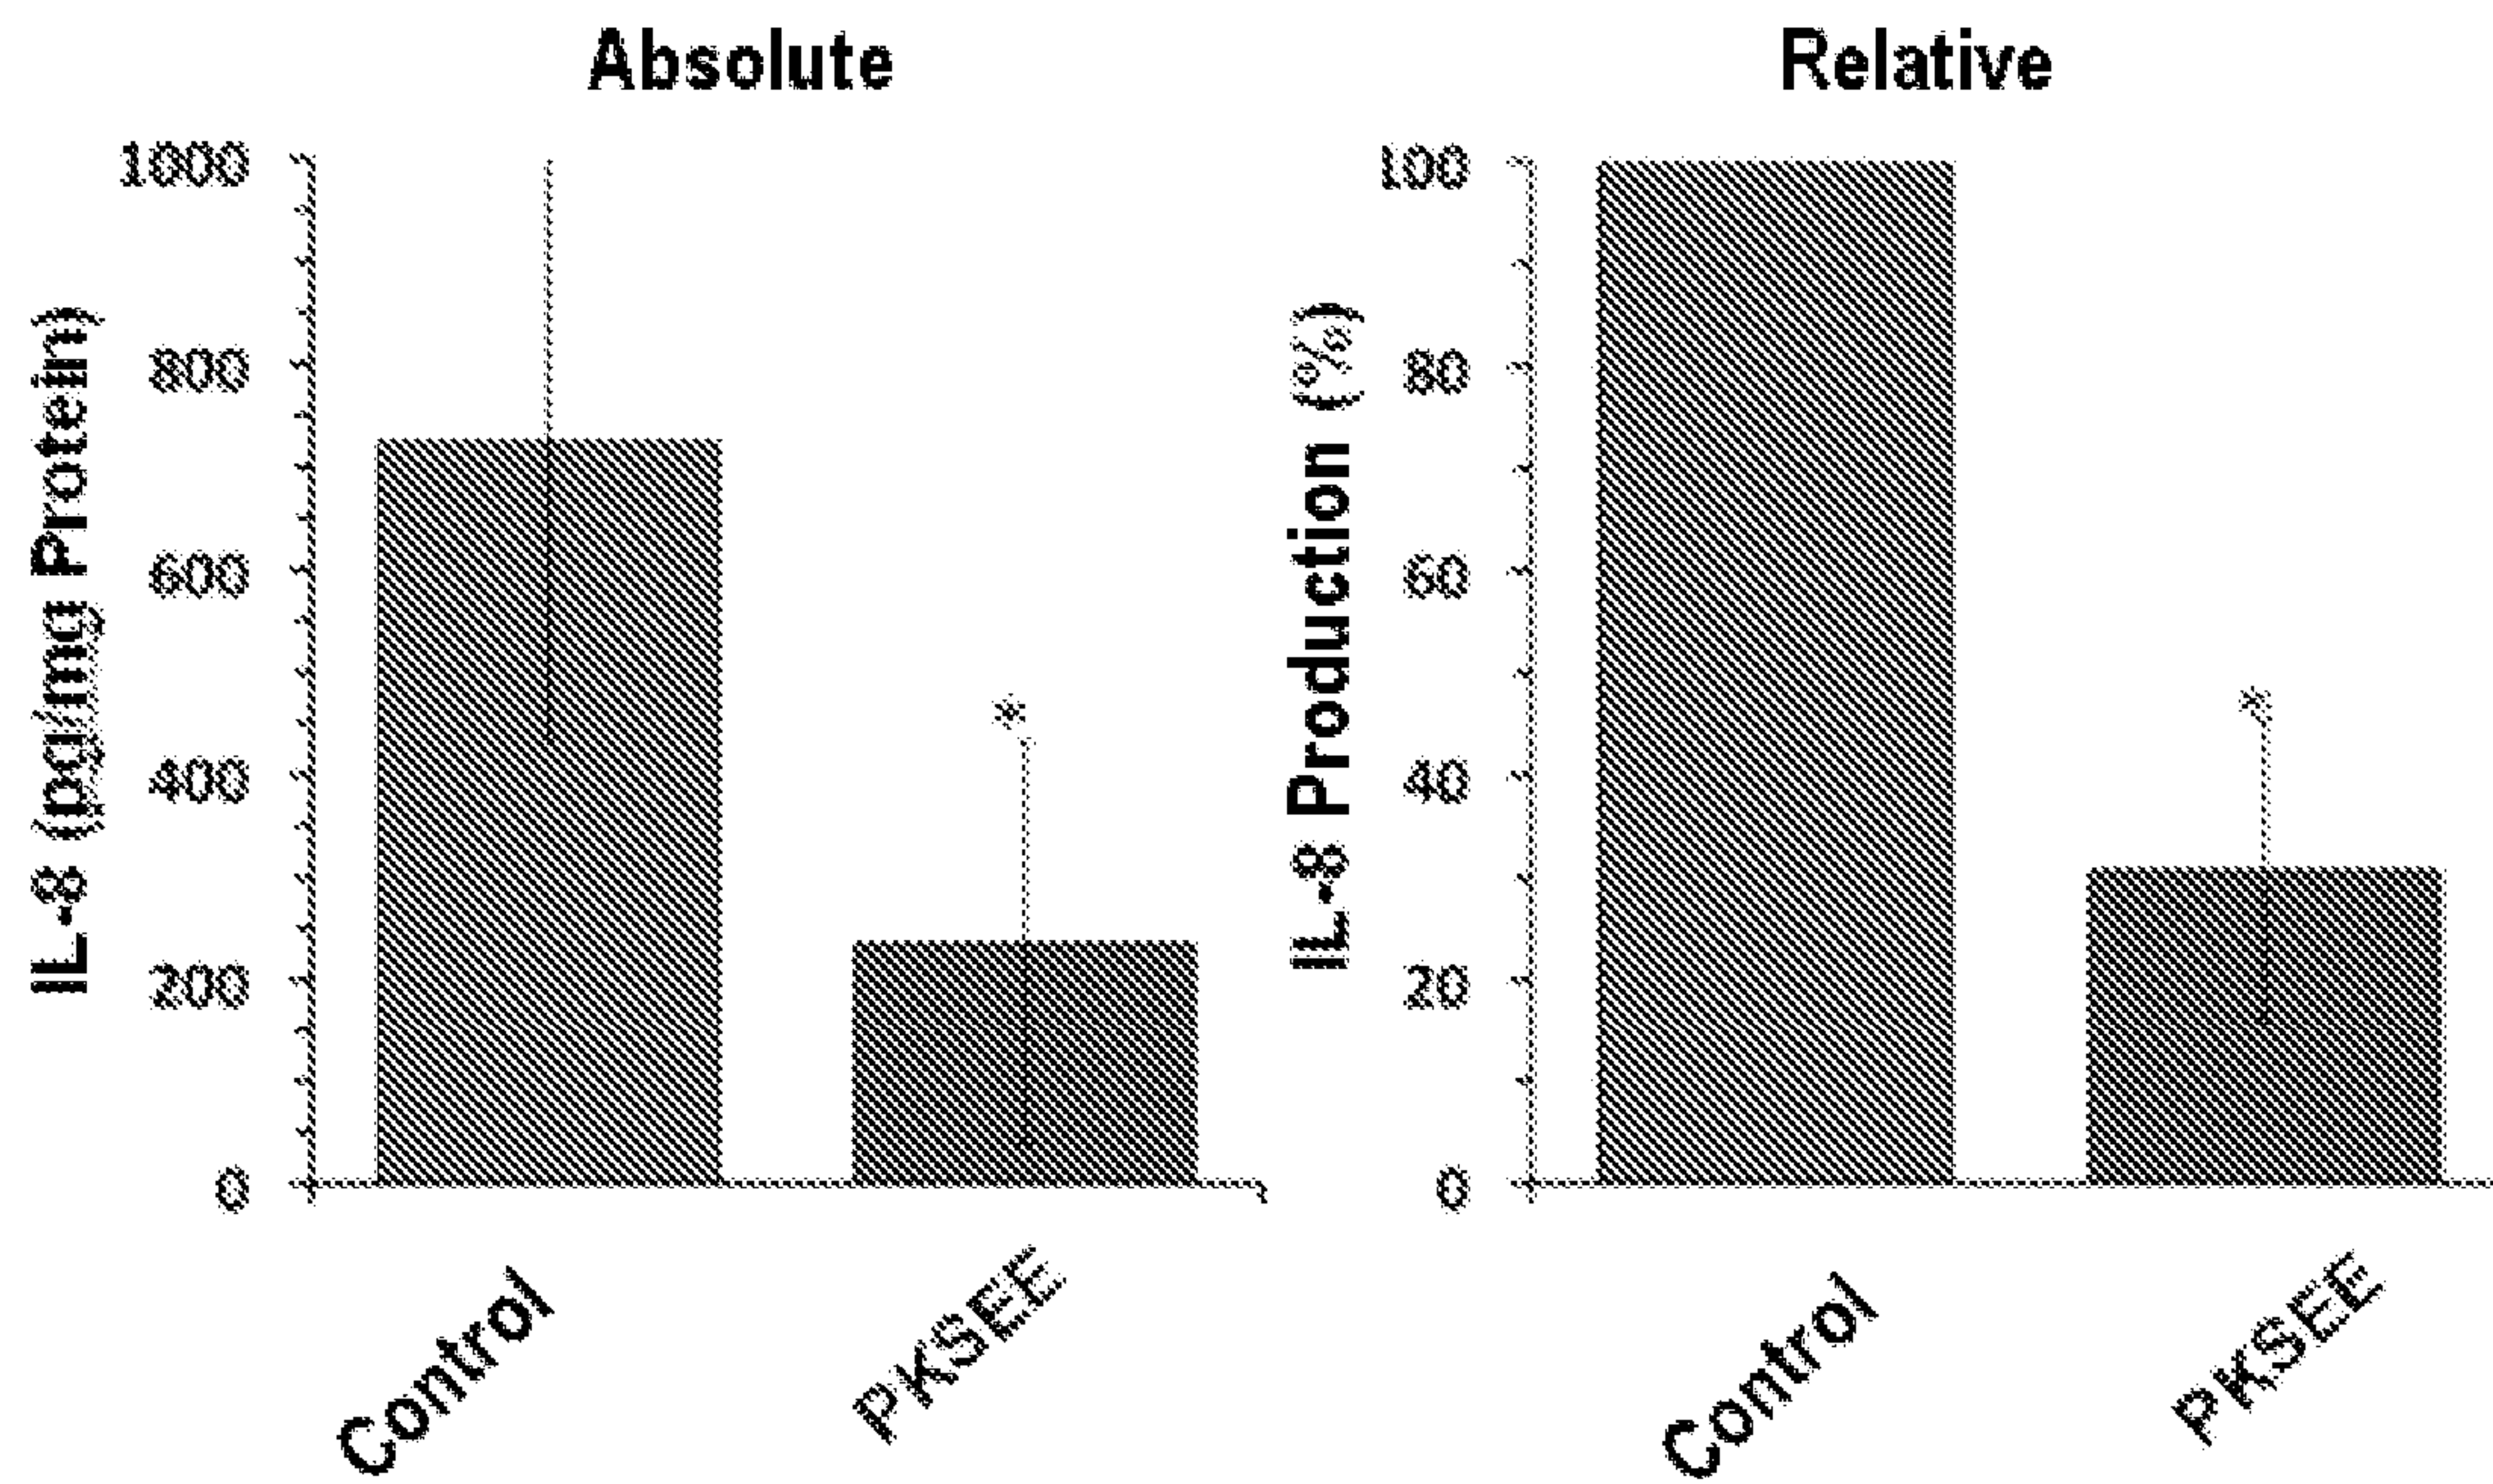 Absolute
IL-8 (pg/mg Protein)
1000
800
600
400
200
0
*
Control
PKSEE
Relative
IL-8 Production (%)
100
80
60
40
20
0
*
Control
PKSEE